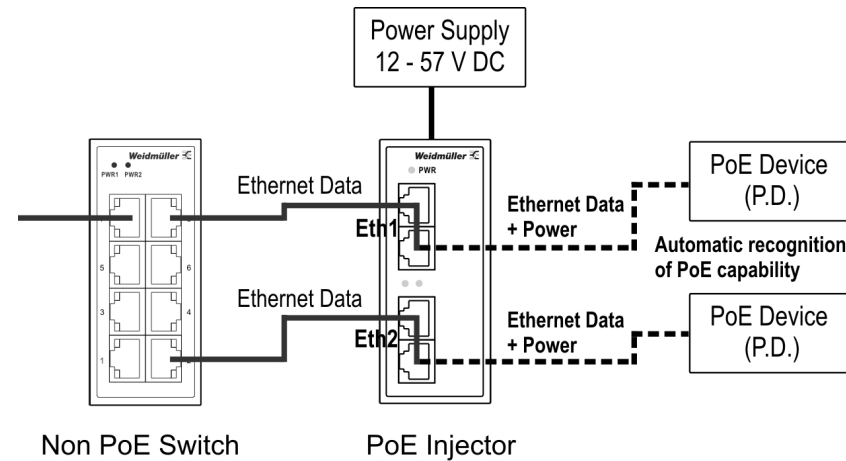 Power Supply
12 - 57 V DC
Weidmüller
PWR1 PWR2
5
6
3
4
1
Non PoE Switch
Ethernet Data
Ethernet Data
Weidmüller
PWR
Eth1
Eth2
PoE Injector
Ethernet Data
+ Power
Ethernet Data
+ Power
PoE Device
(P.D.)
Automatic recognition
of PoE capability
PoE Device
(P.D.)